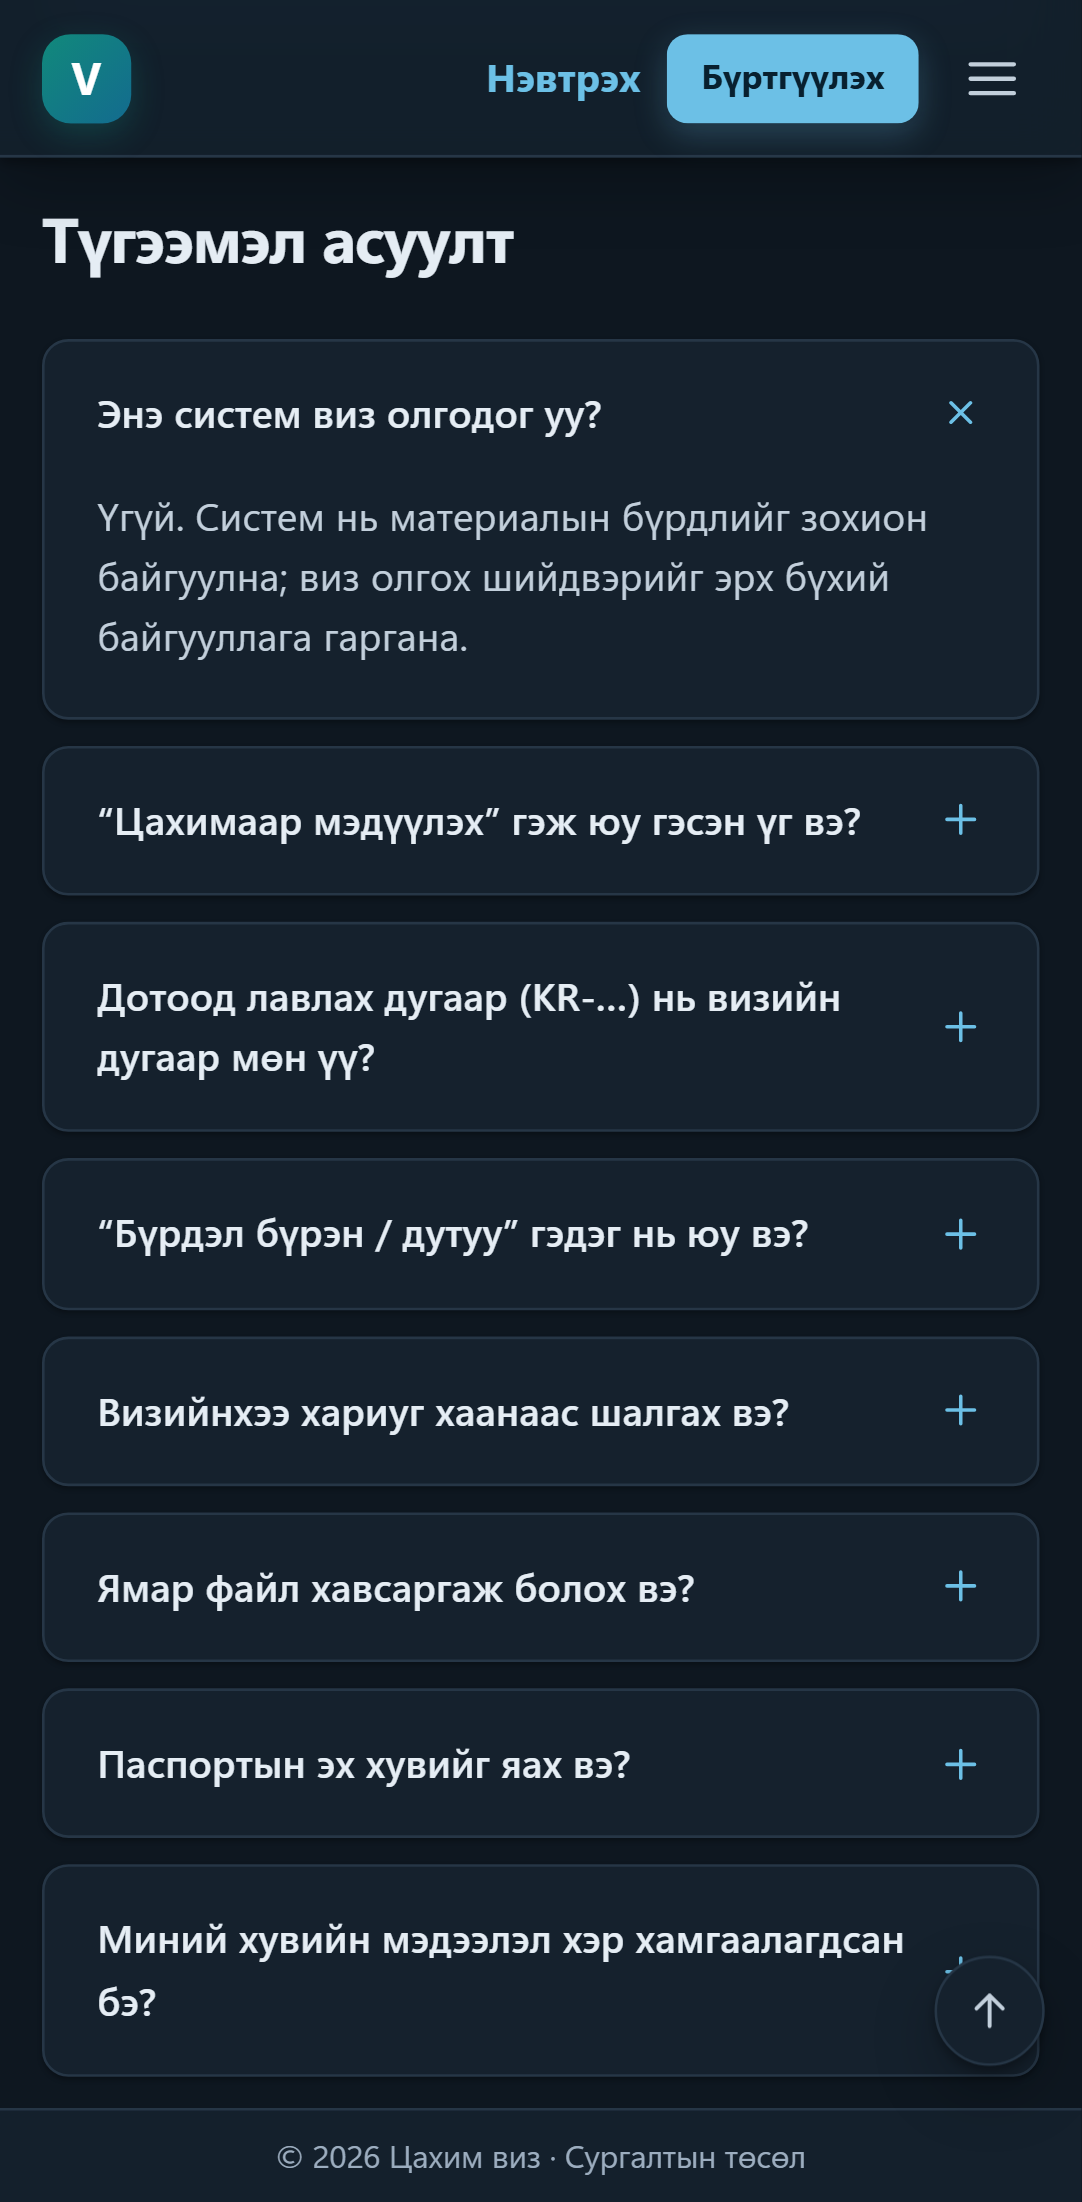 V
Нэвтрэх
Бүртгүүлэх
Түгээмэл асуулт
Энэ систем виз олгодог уу?
Үгүй. Систем нь материалын бүрдлийг зохион
байгуулна; виз олгох шийдвэрийг эрх бүхий
байгууллага гаргана.
“Цахимаар мэдүүлэх” гэж юу гэсэн үг вэ?
Дотоод лавлах дугаар (KR-...) нь визийн
дугаар мөн үү?
“Бүрдэл бүрэн / дутуу” гэдэг нь юу вэ?
Визийнхээ хариуг хаанаас шалгах вэ?
Ямар файл хавсаргаж болох вэ?
Паспортын эх хувийг яах вэ?
Миний хувийн мэдээлэл хэр хамгаалагдсан
бэ?
© 2026 Цахим виз · Сургалтын төсөл